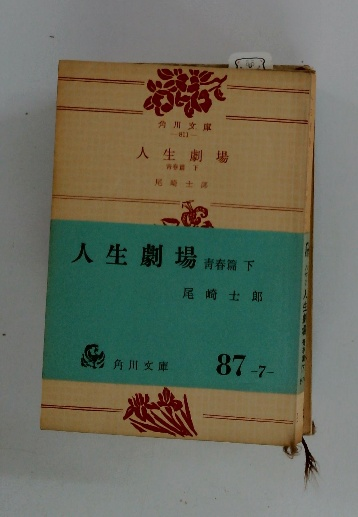 角川文庫
—811—
人生劇場
青春篇 下
尾崎士郎
人生劇場 青春篇 下
尾崎士郎
角川文庫
87-7-